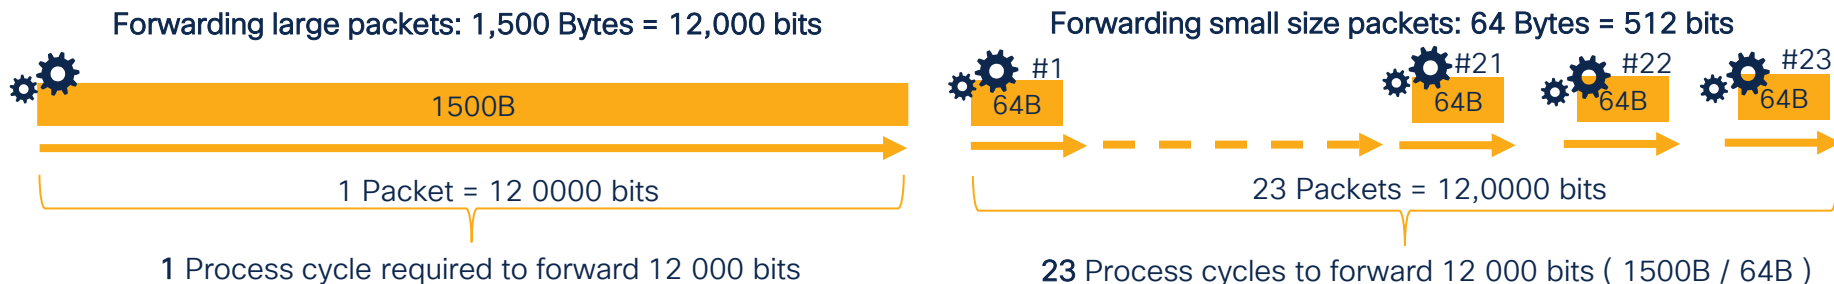 Forwarding large packets: 1,500 Bytes = 12,000 bits
1500B
1 Packet = 12 0000 bits
1 Process cycle required to forward 12 000 bits
Forwarding small size packets: 64 Bytes = 512 bits
#1
#21
#22
#23
64B
64B
64B
64B
23 Packets = 12,0000 bits
23 Process cycles to forward 12 000 bits ( 1500B / 64B )